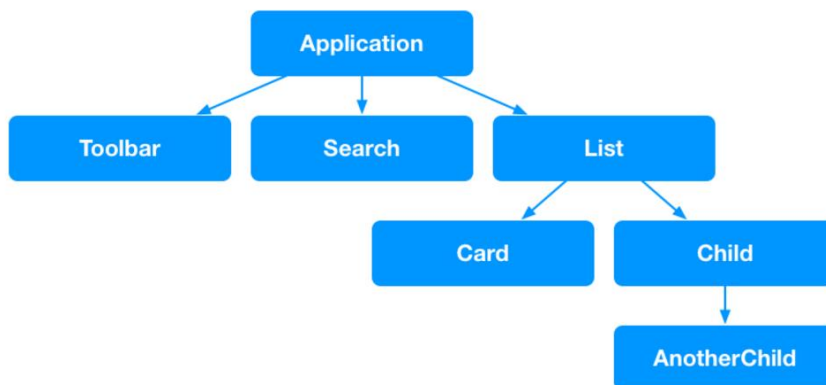 Application
Toolbar
Search
List
Card
Child
AnotherChild